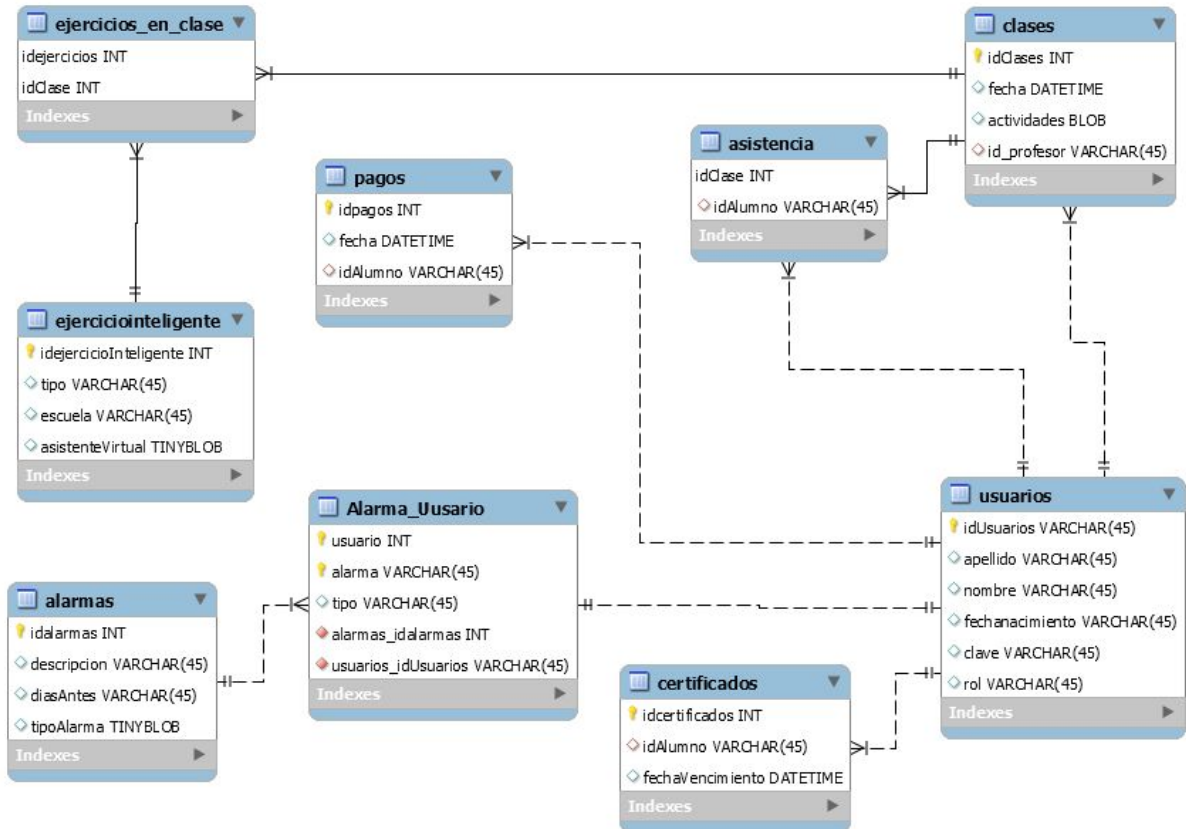 ejercicios_en_clase
idejercicios INT
idClase INT
Indexes
clases
idClases INT
fecha DATETIME
actividades BLOB
id_profesor VARCHAR(45)
Indexes
asistencia
idClase INT
idAlumno VARCHAR(45)
Indexes
pagos
idpagos INT
fecha DATETIME
idAlumno VARCHAR(45)
Indexes
ejerciciointeligente
idejercicioInteligente INT
tipo VARCHAR(45)
escuela VARCHAR(45)
asistenteVirtual TINYBLOB
Indexes
Alarma_Uusario
usuario INT
alarma VARCHAR(45)
tipo VARCHAR(45)
alarmas_idalarmas INT
usuarios_idUsuarios VARCHAR(45)
Indexes
usuarios
idUsuarios VARCHAR(45)
apellido VARCHAR(45)
nombre VARCHAR(45)
fechanacimiento VARCHAR(45)
clave VARCHAR(45)
rol VARCHAR(45)
Indexes
alarmas
idalarmas INT
descripcion VARCHAR(45)
diasAntes VARCHAR(45)
tipoAlarma TINYBLOB
Indexes
certificados
idcertificados INT
idAlumno VARCHAR(45)
fechaVencimiento DATETIME
Indexes